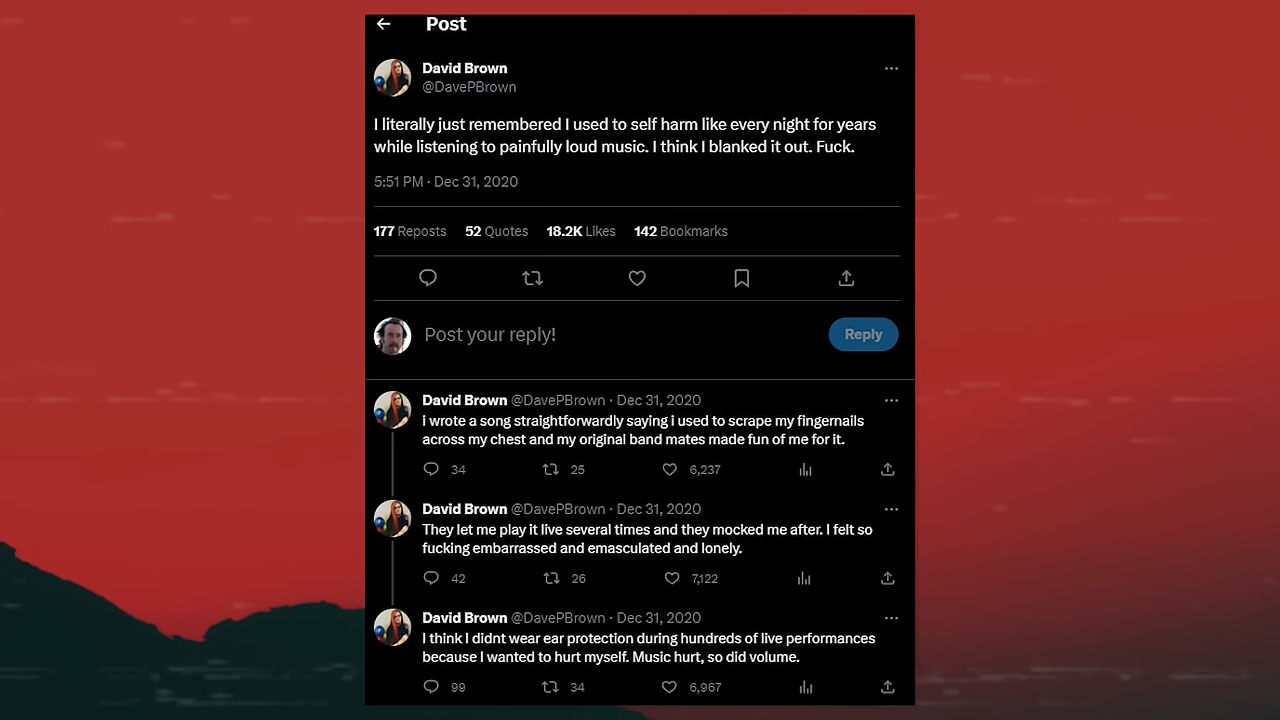 Post
David Brown
@DavePBrown
I literally just remembered I used to self harm like every night for years
while listening to painfully loud music. I think I blanked it out. Fuck.
5:51 PM · Dec 31, 2020
177 Reposts 52 Quotes 18.2K Likes 142 Bookmarks
Post your reply!
Reply
David Brown @DavePBrown · Dec 31, 2020
i wrote a song straightforwardly saying i used to scrape my fingernails
across my chest and my original band mates made fun of me for it.
34 25 6,237
David Brown @DavePBrown · Dec 31, 2020
They let me play it live several times and they mocked me after. I felt so
fucking embarrassed and emasculated and lonely.
42 26 7,122
David Brown @DavePBrown · Dec 31, 2020
I think I didnt wear ear protection during hundreds of live performances
because I wanted to hurt myself. Music hurt, so did volume.
99 34 6,967